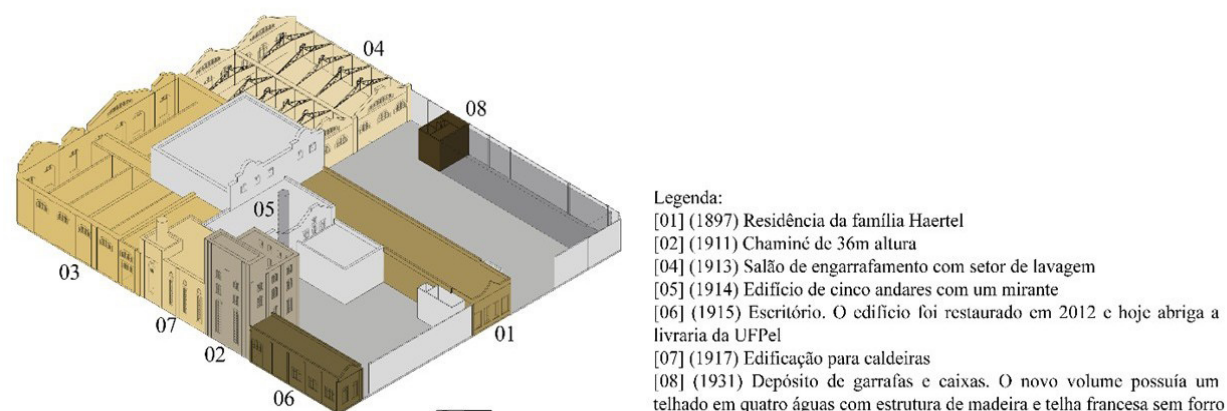 04
08
05
03
07
02
01
06
Legenda:
[01] (1897) Residência da família Haertel
[02] (1911) Chaminé de 36m altura
[04] (1913) Salão de engarrafamento com setor de lavagem
[05] (1914) Edifício de cinco andares com um mirante
[06] (1915) Escritório. O edifício foi restaurado em 2012 e hoje abriga a
livraria da UFPel
[07] (1917) Edificação para caldeiras
[08] (1931) Depósito de garrafas e caixas. O novo volume possuía um
telhado em quatro águas com estrutura de madeira e telha francesa sem forro